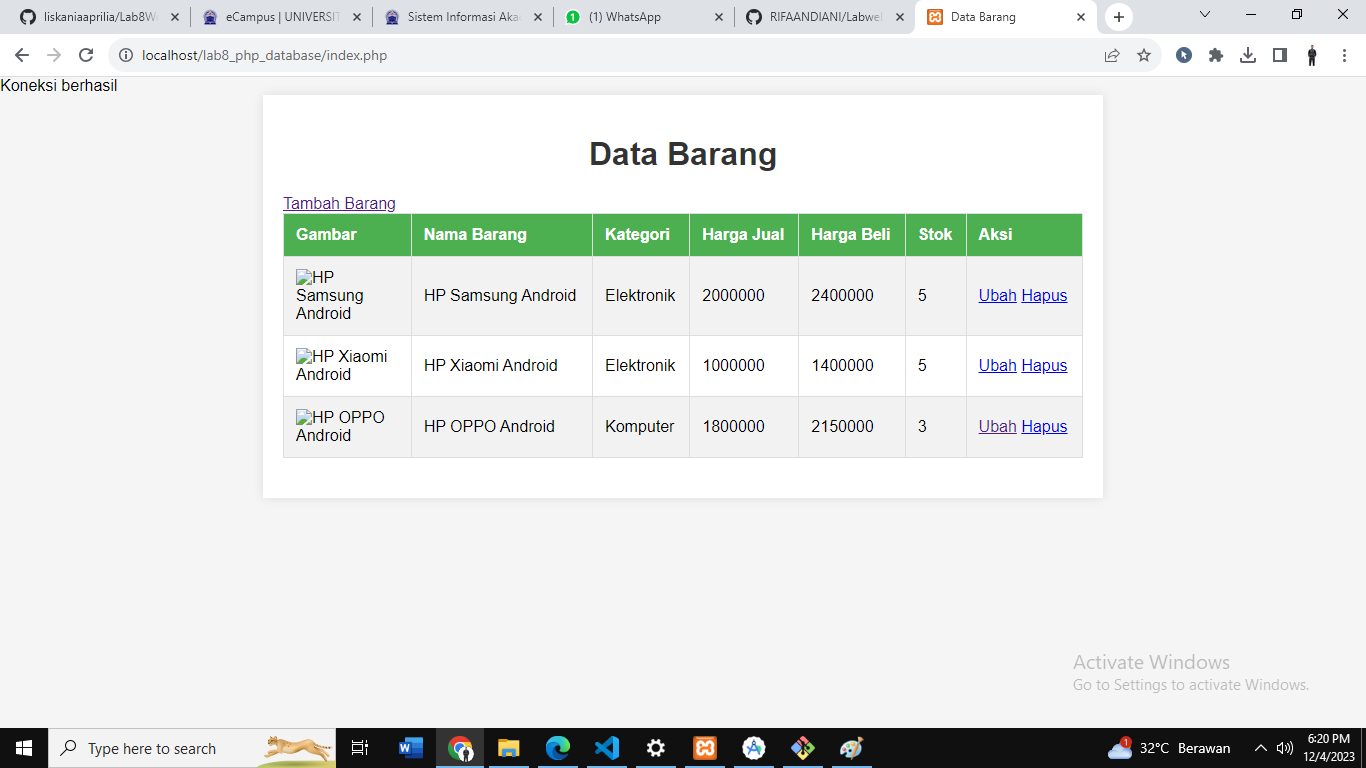 liskaniaaprilia/Lab8W
eCampus | UNIVERSIT
Sistem Informasi Aka
(1) WhatsApp
RIFAANDIANI/Labwel
Data Barang
localhost/lab8_php_database/index.php
Koneksi berhasil
Data Barang
Tambah Barang
Gambar Nama Barang Kategori Harga Jual Harga Beli Stok Aksi
HP
Samsung
Android
HP Samsung Android Elektronik 2000000 2400000 5 Ubah Hapus
HP Xiaomi
Android
HP Xiaomi Android Elektronik 1000000 1400000 5 Ubah Hapus
HP OPPO
Android
HP OPPO Android Komputer 1800000 2150000 3 Ubah Hapus
Activate Windows
Go to Settings to activate Windows.
Type here to search
1
32°C Berawan
6:20 PM
12/4/2023